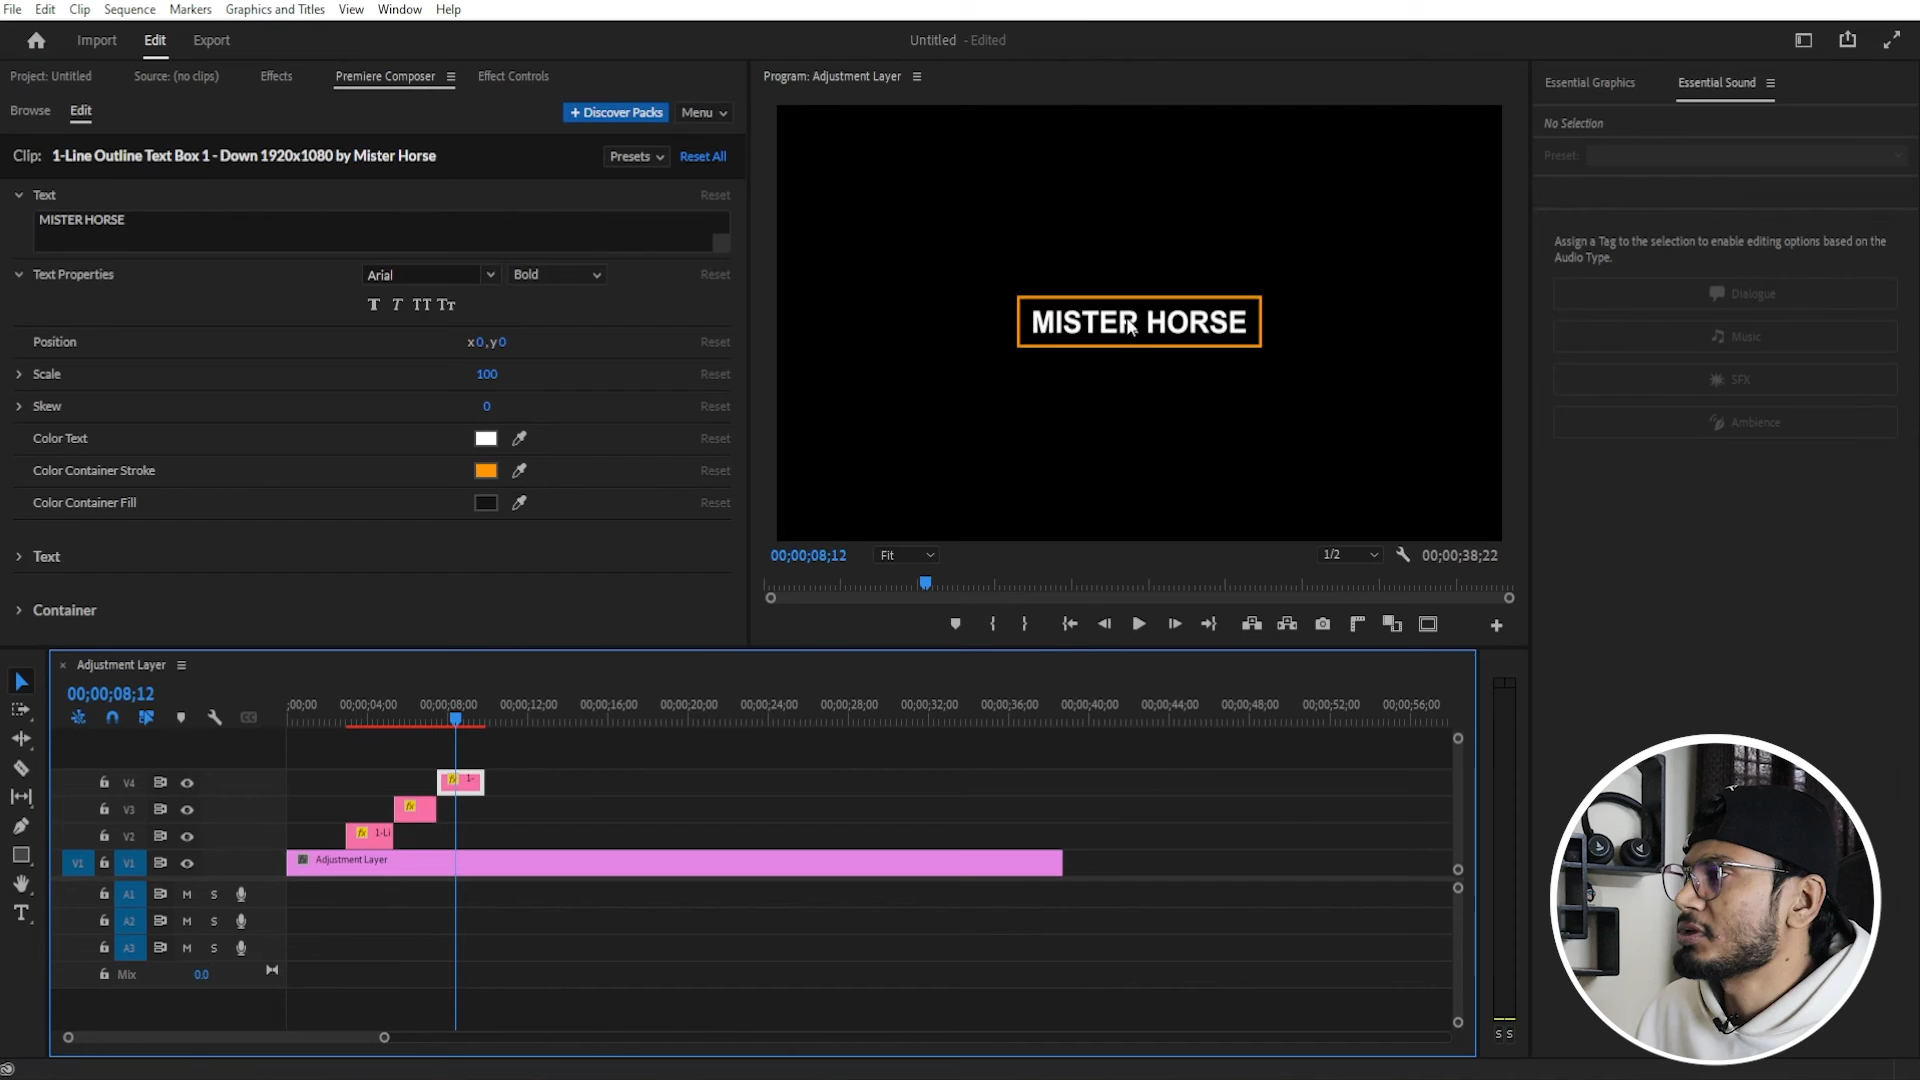 File Edit Clip Sequence Markers Graphics and Titles View Window Help
Import Edit Export Untitled - Edited
Project: Untitled Source: (no clips) Effects Premiere Composer Effect Controls
Program: Adjustment Layer
Essential Graphics Essential Sound
Browse Edit + Discover Packs Menu
No Selection
Clip: 1-Line Outline Text Box 1 - Down 1920x1080 by Mister Horse Presets Reset All
Preset:
Text Reset
MISTER HORSE
Text Properties Arial Bold Reset
T T TT TT
Position x 0 , y 0 Reset
Scale 100 Reset
Skew 0 Reset
Color Text Reset
Color Container Stroke Reset
Color Container Fill Reset
Text
Container
MISTER HORSE
00;00;08;12 Fit 1/2 00;00;38;22
Assign a Tag to the selection to enable editing options based on the
Audio Type.
Dialogue
Music
SFX
Ambience
Adjustment Layer
00;00;08;12
;00;00 00;00;04;00 00;00;08;00 00;00;12;00 00;00;16;00 00;00;20;00 00;00;24;00 00;00;28;00 00;00;32;00 00;00;36;00 00;00;40;00 00;00;44;00 00;00;48;00 00;00;52;00 00;00;56;00
CC
V4 fx 1-
V3 fx
V2 fx 1-Li
V1 V1 Adjustment Layer
A1 M S
A2 M S
A3 M S
Mix 0.0
S S
T